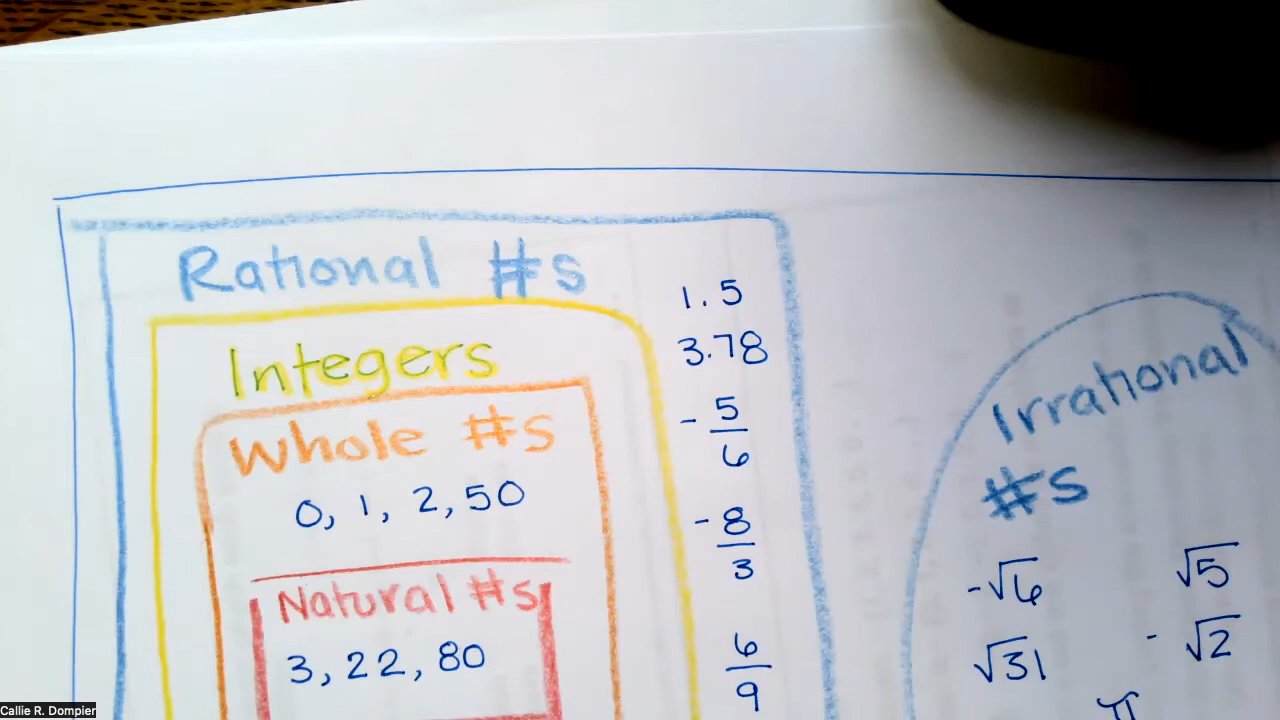 Rational #s
1.5
3.78
- 5/6
- 8/3
6/9
Integers
Whole #s
0, 1, 2, 50
Natural #s
3, 22, 80
Irrational
#s
-√6 √5
√31 -√2
π
Callie R. Dompier